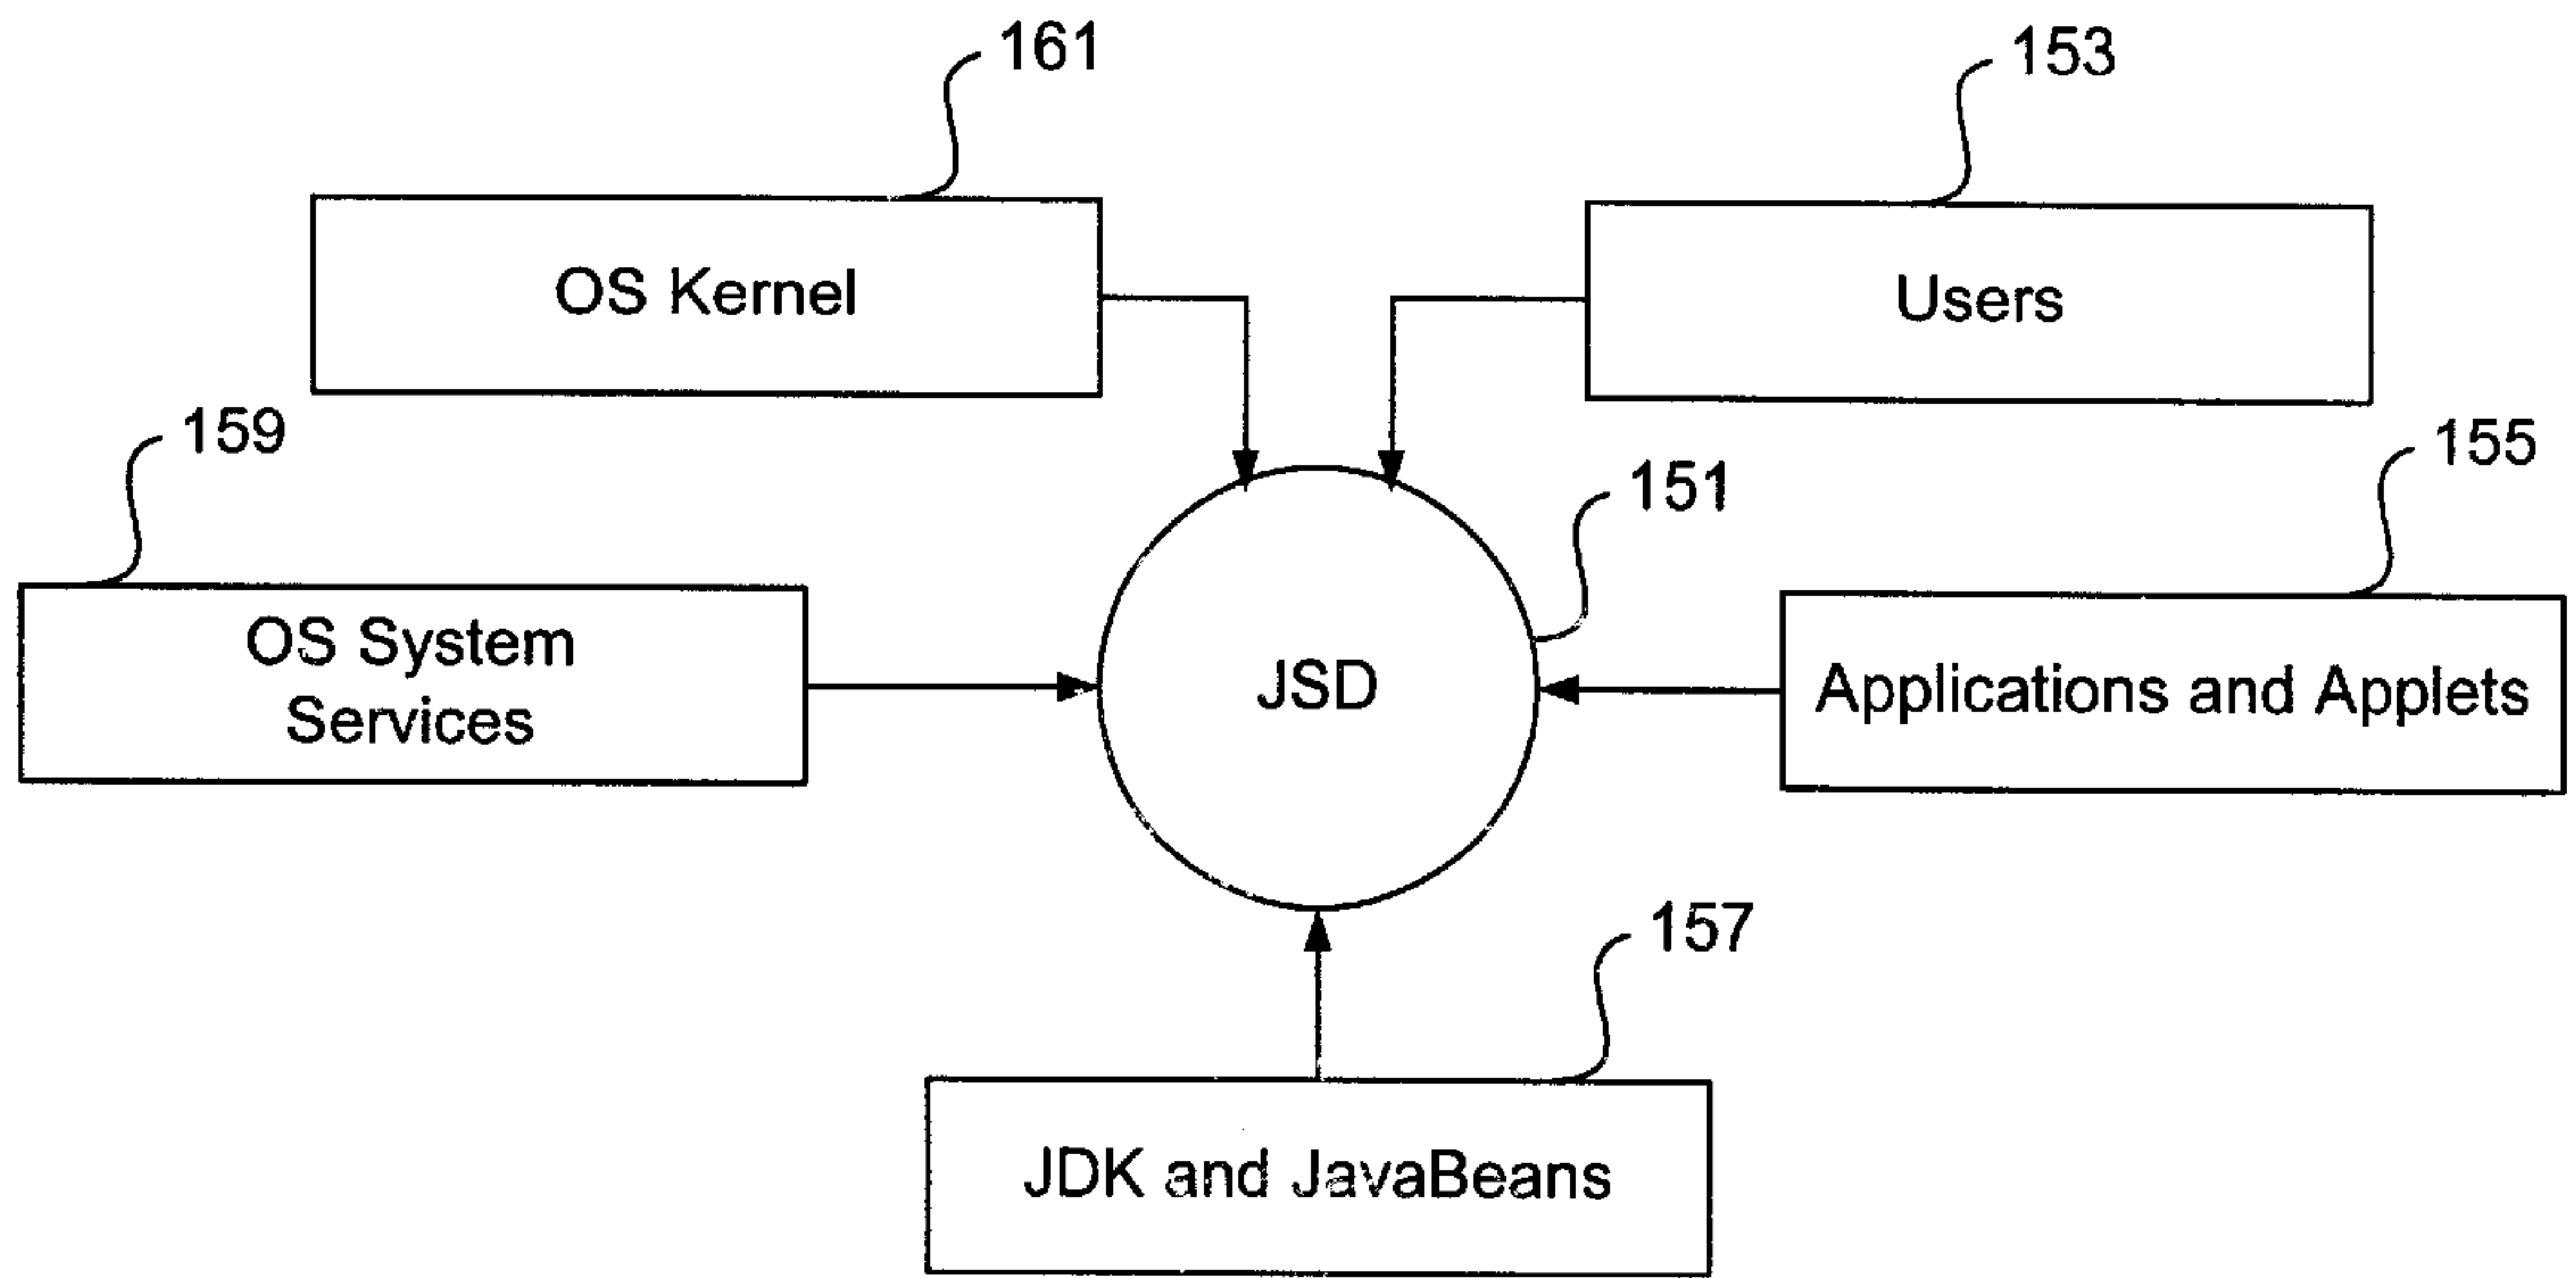 161
153
OS Kernel
Users
159
155
151
OS System
Services
JSD
Applications and Applets
157
JDK and JavaBeans